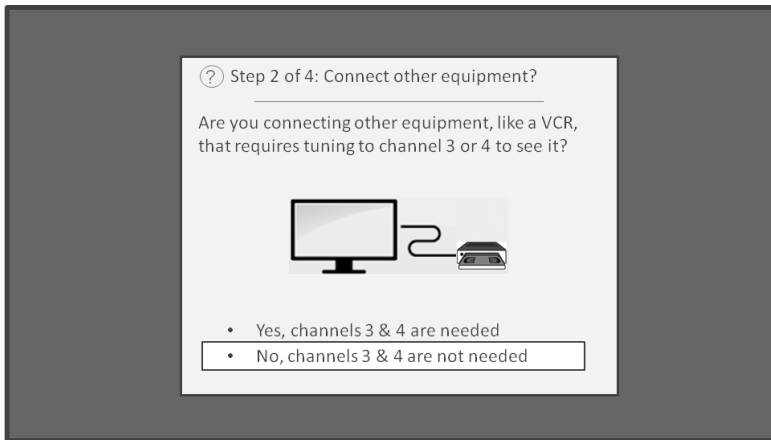 ? Step 2 of 4: Connect other equipment?
Are you connecting other equipment, like a VCR,
that requires tuning to channel 3 or 4 to see it?
• Yes, channels 3 & 4 are needed
• No, channels 3 & 4 are not needed